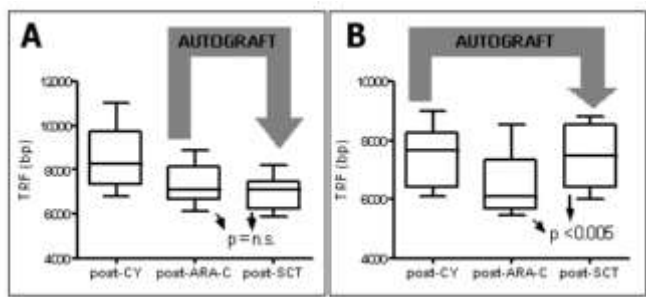 A
AUTOGRAFT
12000
10000
8000
6000
4000
TRF (bp)
p=n.s.
post-CY post-ARA-C post-SCT
B
AUTOGRAFT
10000
8000
6000
4000
TRF (bp)
p <0.005
post-CY post-ARA-C post-SCT